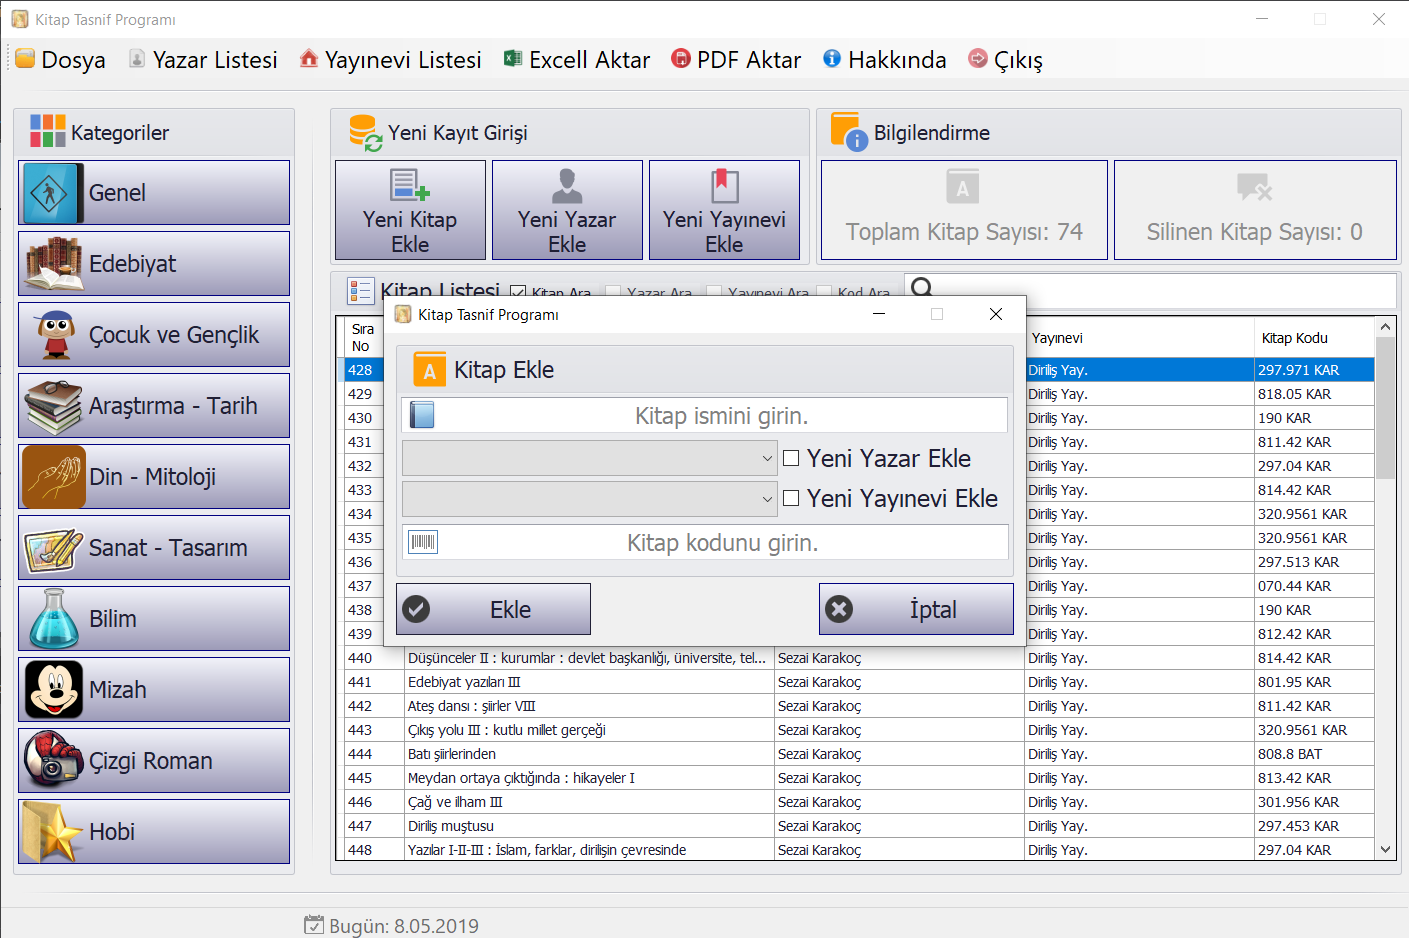 Kitap Tasnif Programı
Dosya Yazar Listesi Yayınevi Listesi Excell Aktar PDF Aktar Hakkında Çıkış
Kategoriler
Genel
Edebiyat
Çocuk ve Gençlik
Araştırma - Tarih
Din - Mitoloji
Sanat - Tasarım
Bilim
Mizah
Çizgi Roman
Hobi
Yeni Kayıt Girişi
Yeni Kitap
Ekle
Yeni Yazar
Ekle
Yeni Yayınevi
Ekle
Bilgilendirme
Toplam Kitap Sayısı: 74
Silinen Kitap Sayısı: 0
Kitap Listesi Kitap Ara Yazar Ara Yayınevi Ara Kod Ara
Kitap Tasnif Programı
A Kitap Ekle
Kitap ismini girin.
Yeni Yazar Ekle
Yeni Yayınevi Ekle
Kitap kodunu girin.
Ekle
İptal
Sıra
No Yayınevi Kitap Kodu
428 Diriliş Yay. 297.971 KAR
429 Diriliş Yay. 818.05 KAR
430 Diriliş Yay. 190 KAR
431 Diriliş Yay. 811.42 KAR
432 Diriliş Yay. 297.04 KAR
433 Diriliş Yay. 814.42 KAR
434 Diriliş Yay. 320.9561 KAR
435 Diriliş Yay. 320.9561 KAR
436 Diriliş Yay. 297.513 KAR
437 Diriliş Yay. 070.44 KAR
438 Diriliş Yay. 190 KAR
439 Diriliş Yay. 812.42 KAR
440 Düşünceler II : kurumlar : devlet başkanlığı, üniversite, tel... Sezai Karakoç Diriliş Yay. 814.42 KAR
441 Edebiyat yazıları III Sezai Karakoç Diriliş Yay. 801.95 KAR
442 Ateş dansı : şiirler VIII Sezai Karakoç Diriliş Yay. 811.42 KAR
443 Çıkış yolu III : kutlu millet gerçeği Sezai Karakoç Diriliş Yay. 320.9561 KAR
444 Batı şiirlerinden Sezai Karakoç Diriliş Yay. 808.8 BAT
445 Meydan ortaya çıktığında : hikayeler I Sezai Karakoç Diriliş Yay. 813.42 KAR
446 Çağ ve ilham III Sezai Karakoç Diriliş Yay. 301.956 KAR
447 Diriliş muştusu Sezai Karakoç Diriliş Yay. 297.453 KAR
448 Yazılar I-II-III : İslam, farklar, dirilişin çevresinde Sezai Karakoç Diriliş Yay. 297.04 KAR
Bugün: 8.05.2019